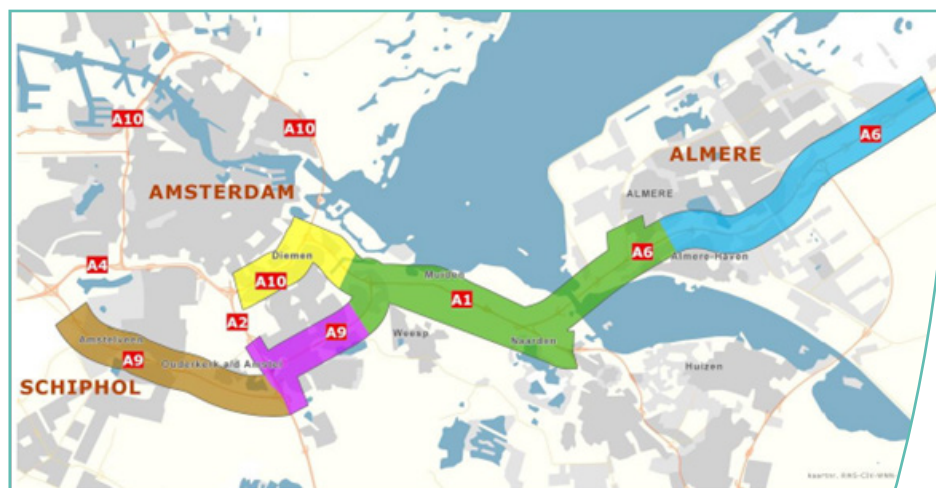 A10
A10
A6
ALMERE
AMSTERDAM
ALMERE
Diemen
A6
Almere-Haven
A4
A10
Muiden
A1
A2
A9
Weesp
Naarden
Amstelveen
A9
Ouderkerk a/d Amstel
Huizen
SCHIPHOL